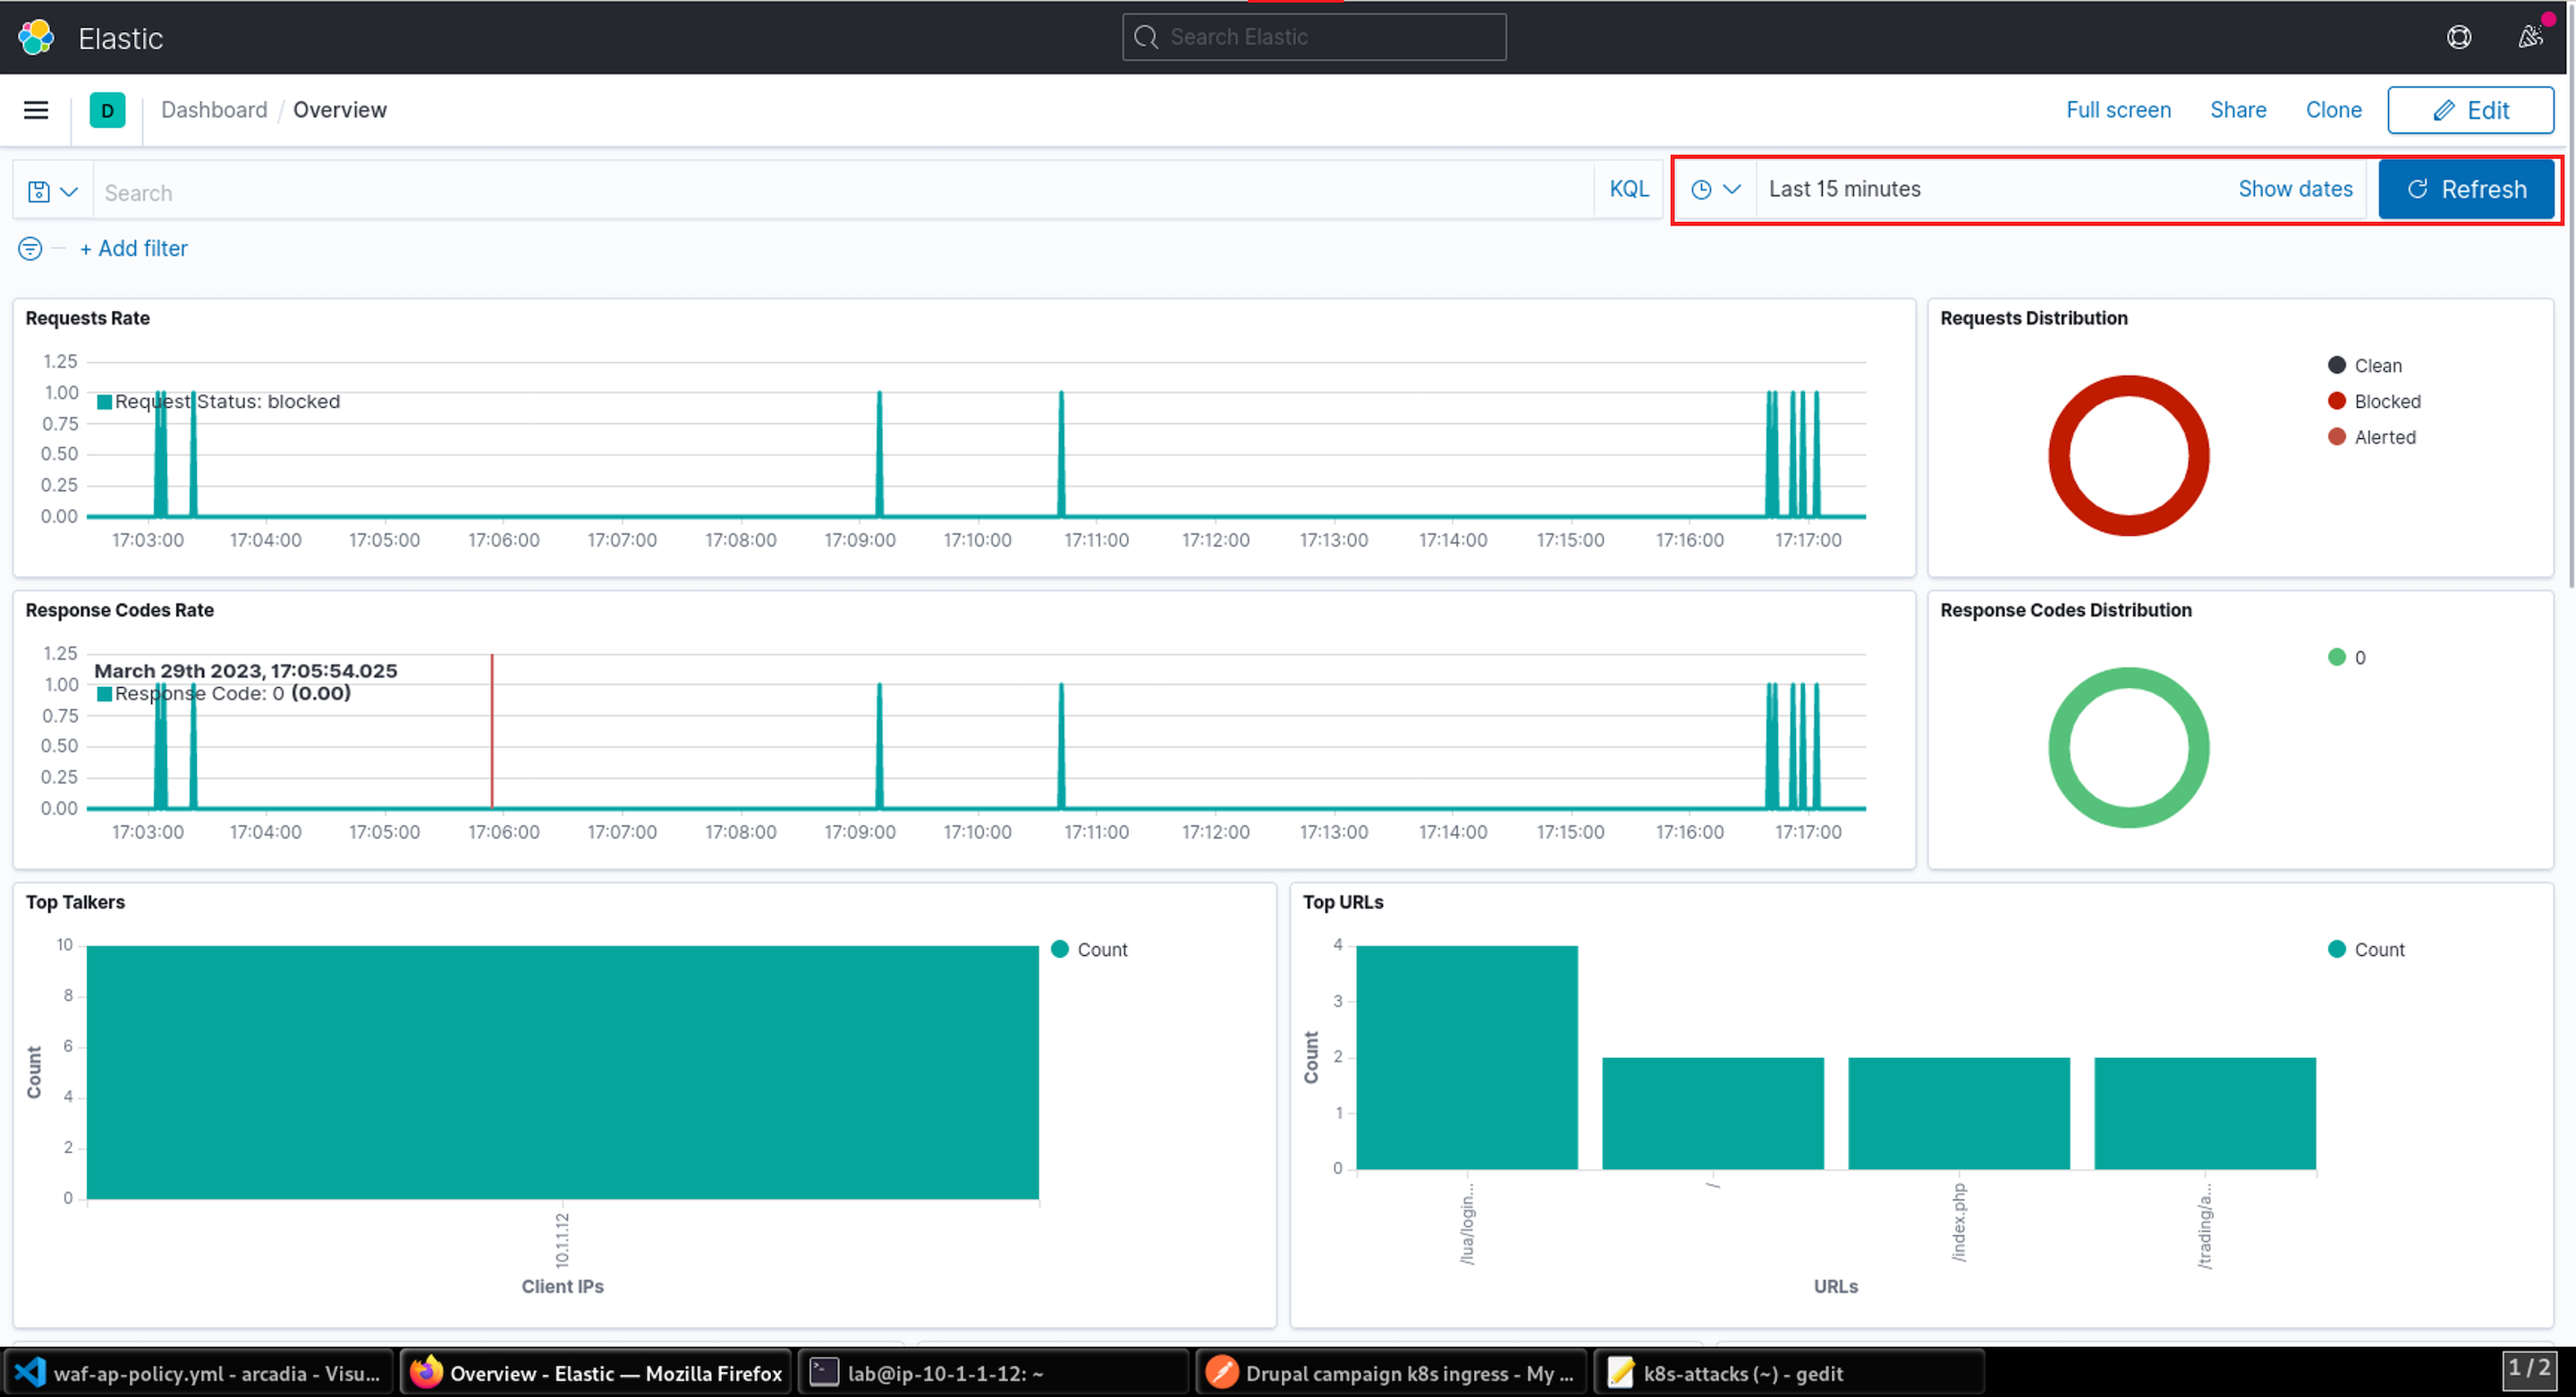 Elastic
Search Elastic
D
Dashboard / Overview
Full screen
Share
Clone
Edit
Search
KQL
Last 15 minutes
Show dates
Refresh
+ Add filter
Requests Rate
1.25
1.00
0.75
0.50
0.25
0.00
Request Status: blocked
17:03:00 17:04:00 17:05:00 17:06:00 17:07:00 17:08:00 17:09:00 17:10:00 17:11:00 17:12:00 17:13:00 17:14:00 17:15:00 17:16:00 17:17:00
Requests Distribution
Clean
Blocked
Alerted
Response Codes Rate
1.25
1.00
0.75
0.50
0.25
0.00
March 29th 2023, 17:05:54.025
Response Code: 0 (0.00)
17:03:00 17:04:00 17:05:00 17:06:00 17:07:00 17:08:00 17:09:00 17:10:00 17:11:00 17:12:00 17:13:00 17:14:00 17:15:00 17:16:00 17:17:00
Response Codes Distribution
0
Top Talkers
10
8
6
4
2
0
Count
Count
10.1.1.12
Client IPs
Top URLs
4
3
2
1
0
Count
Count
/lua/login...
/
/index.php
/trading/a...
URLs
waf-ap-policy.yml - arcadia - Visu...
Overview - Elastic — Mozilla Firefox
lab@ip-10-1-1-12: ~
Drupal campaign k8s ingress - My ...
k8s-attacks (~) - gedit
1 / 2